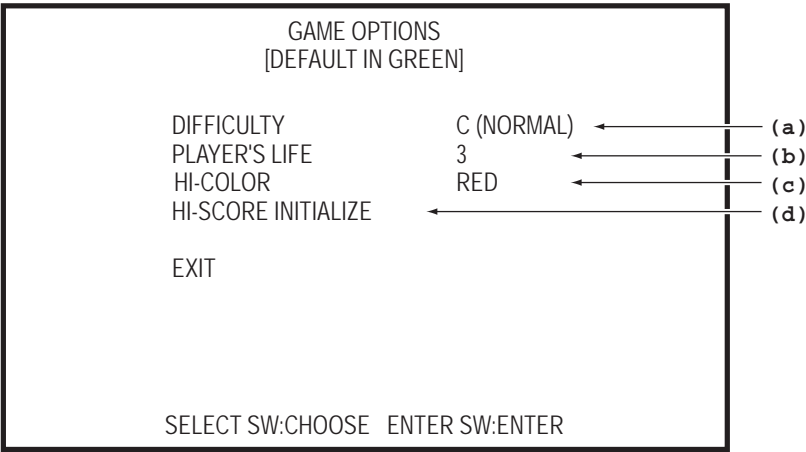 GAME OPTIONS
[DEFAULT IN GREEN]
DIFFICULTY C (NORMAL) (a)
PLAYER'S LIFE 3 (b)
HI-COLOR RED (c)
HI-SCORE INITIALIZE (d)
EXIT
SELECT SW:CHOOSE ENTER SW:ENTER